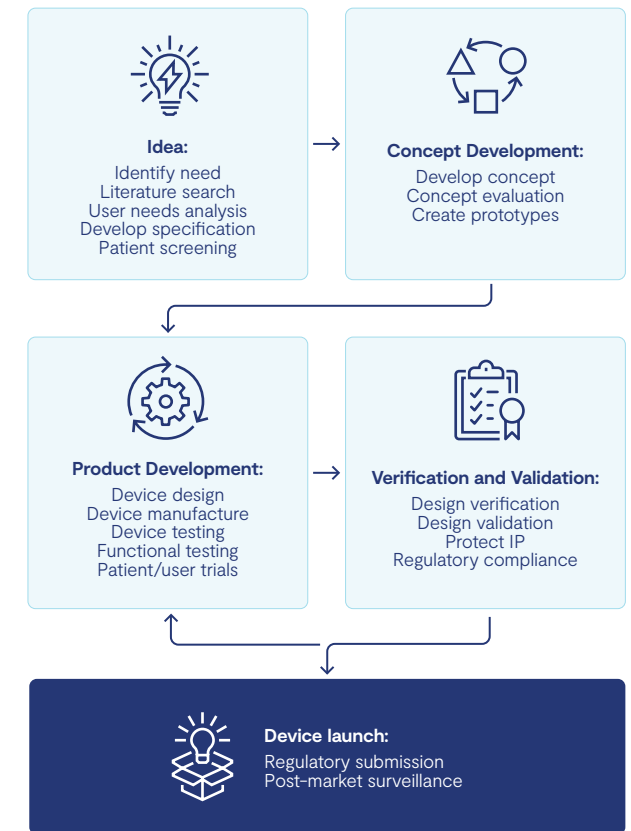 Idea:
Identify need
Literature search
User needs analysis
Develop specification
Patient screening
Concept Development:
Develop concept
Concept evaluation
Create prototypes
Product Development:
Device design
Device manufacture
Device testing
Functional testing
Patient/user trials
Verification and Validation:
Design verification
Design validation
Protect IP
Regulatory compliance
Device launch:
Regulatory submission
Post-market surveillance